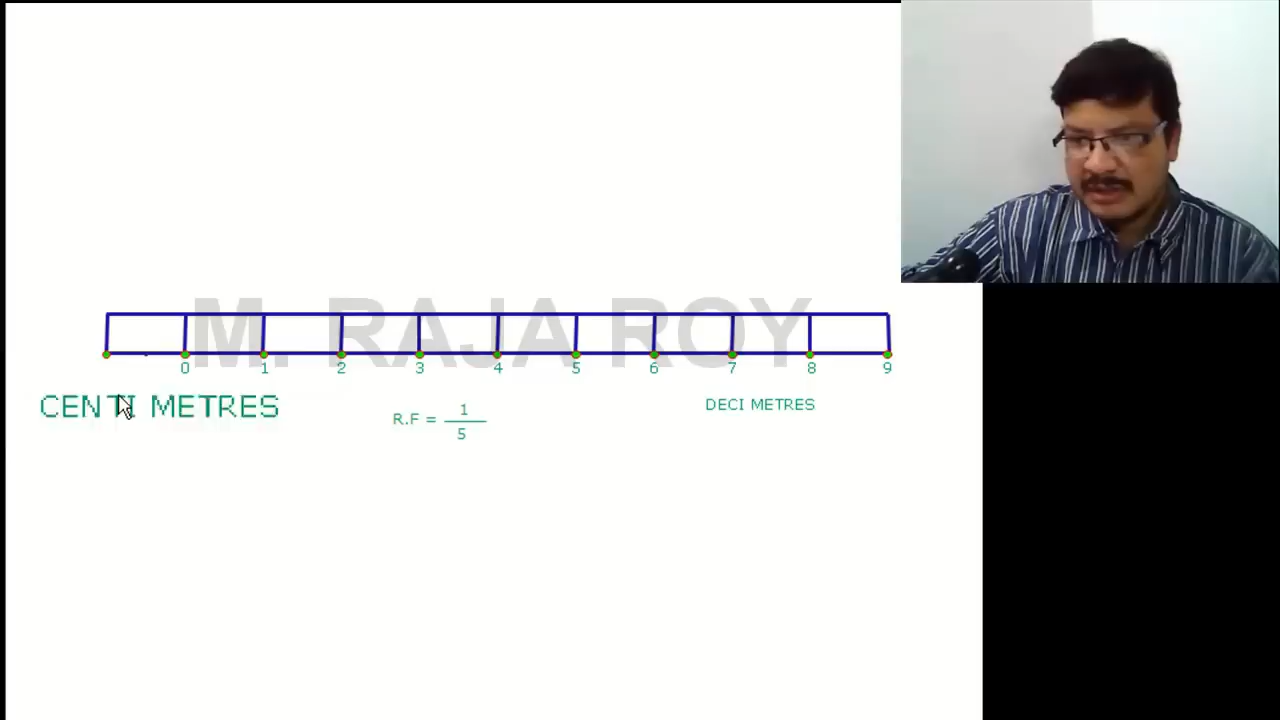 M. RAJA ROY
0 1 2 3 4 5 6 7 8 9
CENTI METRES
R.F = 1
5
DECI METRES